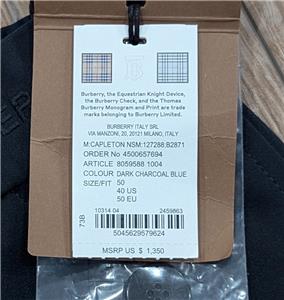 Burberry, the Equestrian Knight Device,
the Burberry Check, and the Thomas
Burberry Monogram and Print are trade
marks belonging to Burberry Limited.
BURBERRY ITALY SRL
VIA MANZONI, 20, 20121 MILANO, ITALY
M:CAPLETON NSM:127288:B2871
ORDER No 4500657694
ARTICLE 8059588 1004
COLOUR DARK CHARCOAL BLUE
SIZE/FIT 50
40 US
50 EU
73B
10314 04 2459863
5045629579624
MSRP US $ 1,350